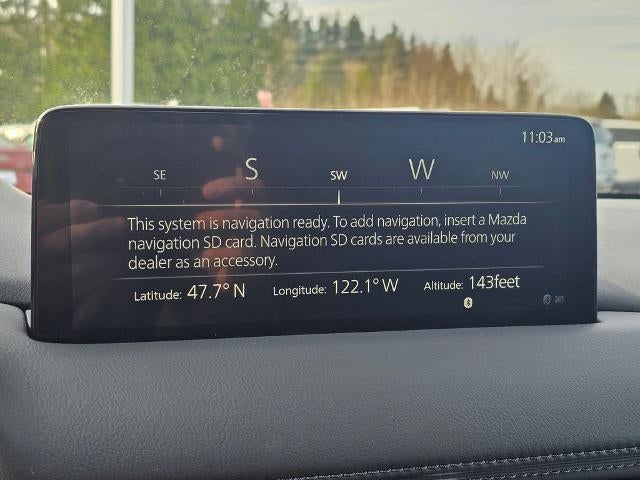 11:03am
SE S SW W NW
This system is navigation ready. To add navigation, insert a Mazda
navigation SD card. Navigation SD cards are available from your
dealer as an accessory.
Latitude: 47.7° N Longitude: 122.1° W Altitude: 143feet